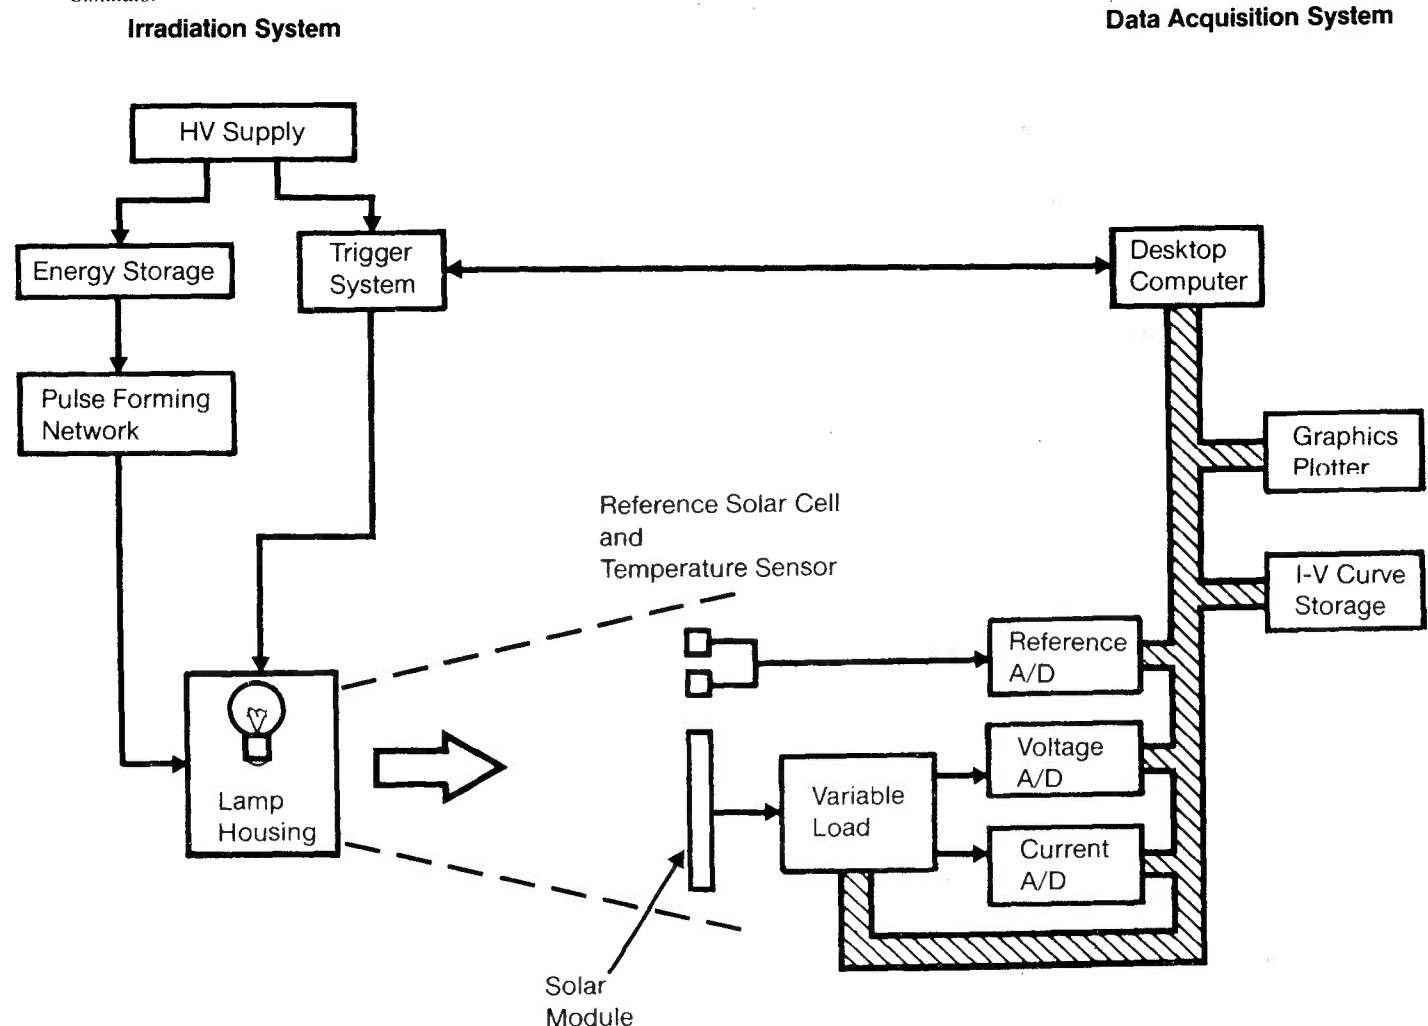 Irradiation System
Data Acquisition System
HV Supply
Energy Storage
Trigger
System
Desktop
Computer
Pulse Forming
Network
Graphics
Plotter
Reference Solar Cell
and
Temperature Sensor
I-V Curve
Storage
Reference
A/D
Voltage
A/D
Variable
Load
Lamp
Housing
Current
A/D
Solar
Module